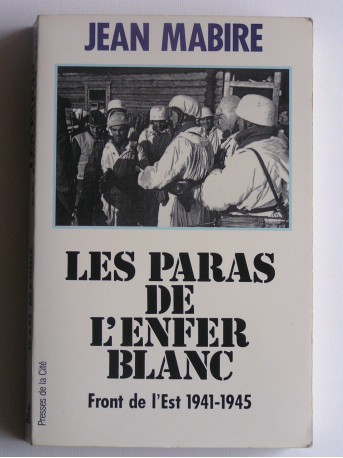 JEAN MABIRE
LES PARAS
DE
L'ENFER
BLANC
Front de l'Est 1941-1945
Presses de la Cité